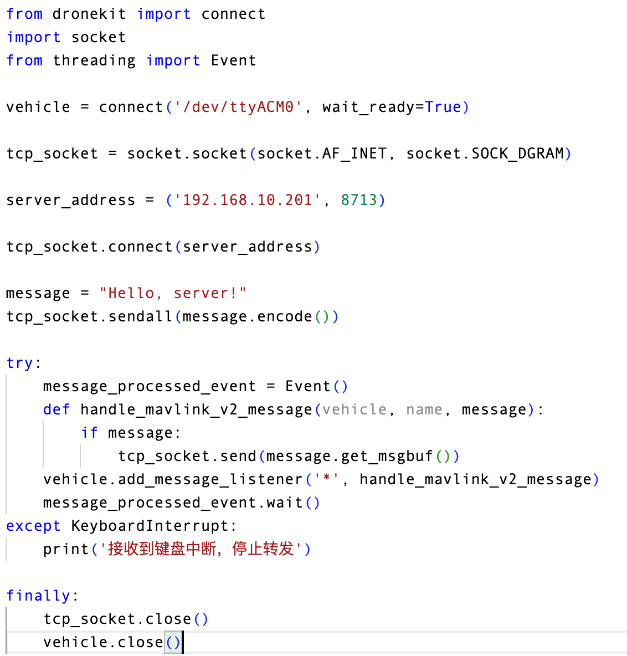 from dronekit import connect
import socket
from threading import Event
vehicle = connect('/dev/ttyACM0', wait_ready=True)
tcp_socket = socket.socket(socket.AF_INET, socket.SOCK_DGRAM)
server_address = ('192.168.10.201', 8713)
tcp_socket.connect(server_address)
message = "Hello, server!"
tcp_socket.sendall(message.encode())
try:
    message_processed_event = Event()
    def handle_mavlink_v2_message(vehicle, name, message):
        if message:
            tcp_socket.send(message.get_msgbuf())
    vehicle.add_message_listener('*', handle_mavlink_v2_message)
    message_processed_event.wait()
except KeyboardInterrupt:
    print('接收到键盘中断，停止转发')
finally:
    tcp_socket.close()
    vehicle.close()